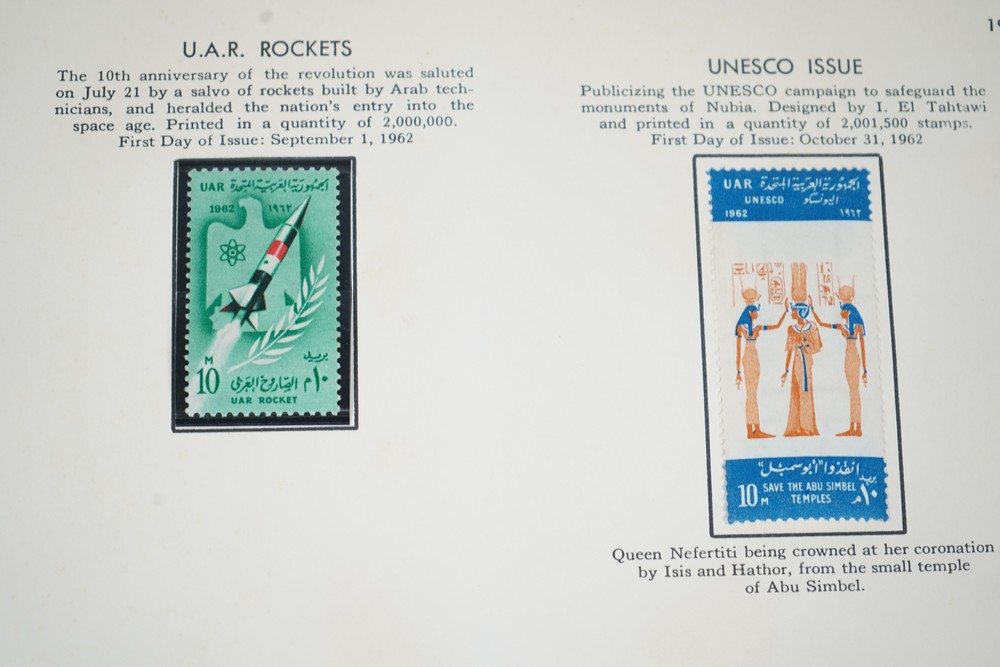 U.A.R. ROCKETS
The 10th anniversary of the revolution was saluted
on July 21 by a salvo of rockets built by Arab tech-
nicians, and heralded the nation's entry into the
space age. Printed in a quantity of 2,000,000.
First Day of Issue: September 1, 1962
UAR الجمهورية العربية المتحدة
1962 ١٩٦٢
بريد
M
10 الصاروخ العربى ١٠م
UAR ROCKET
UNESCO ISSUE
Publicizing the UNESCO campaign to safeguard the
monuments of Nubia. Designed by I. El Tahtawi
and printed in a quantity of 2,001,500 stamps.
First Day of Issue: October 31, 1962
UAR الجمهورية العربية المتحدة
UNESCO اليونسكو
1962 ١٩٦٢
انقذوا "أبو سمبل"
بريد
10 M SAVE THE ABU SIMBEL ١٠م
TEMPLES
Queen Nefertiti being crowned at her coronation
by Isis and Hathor, from the small temple
of Abu Simbel.